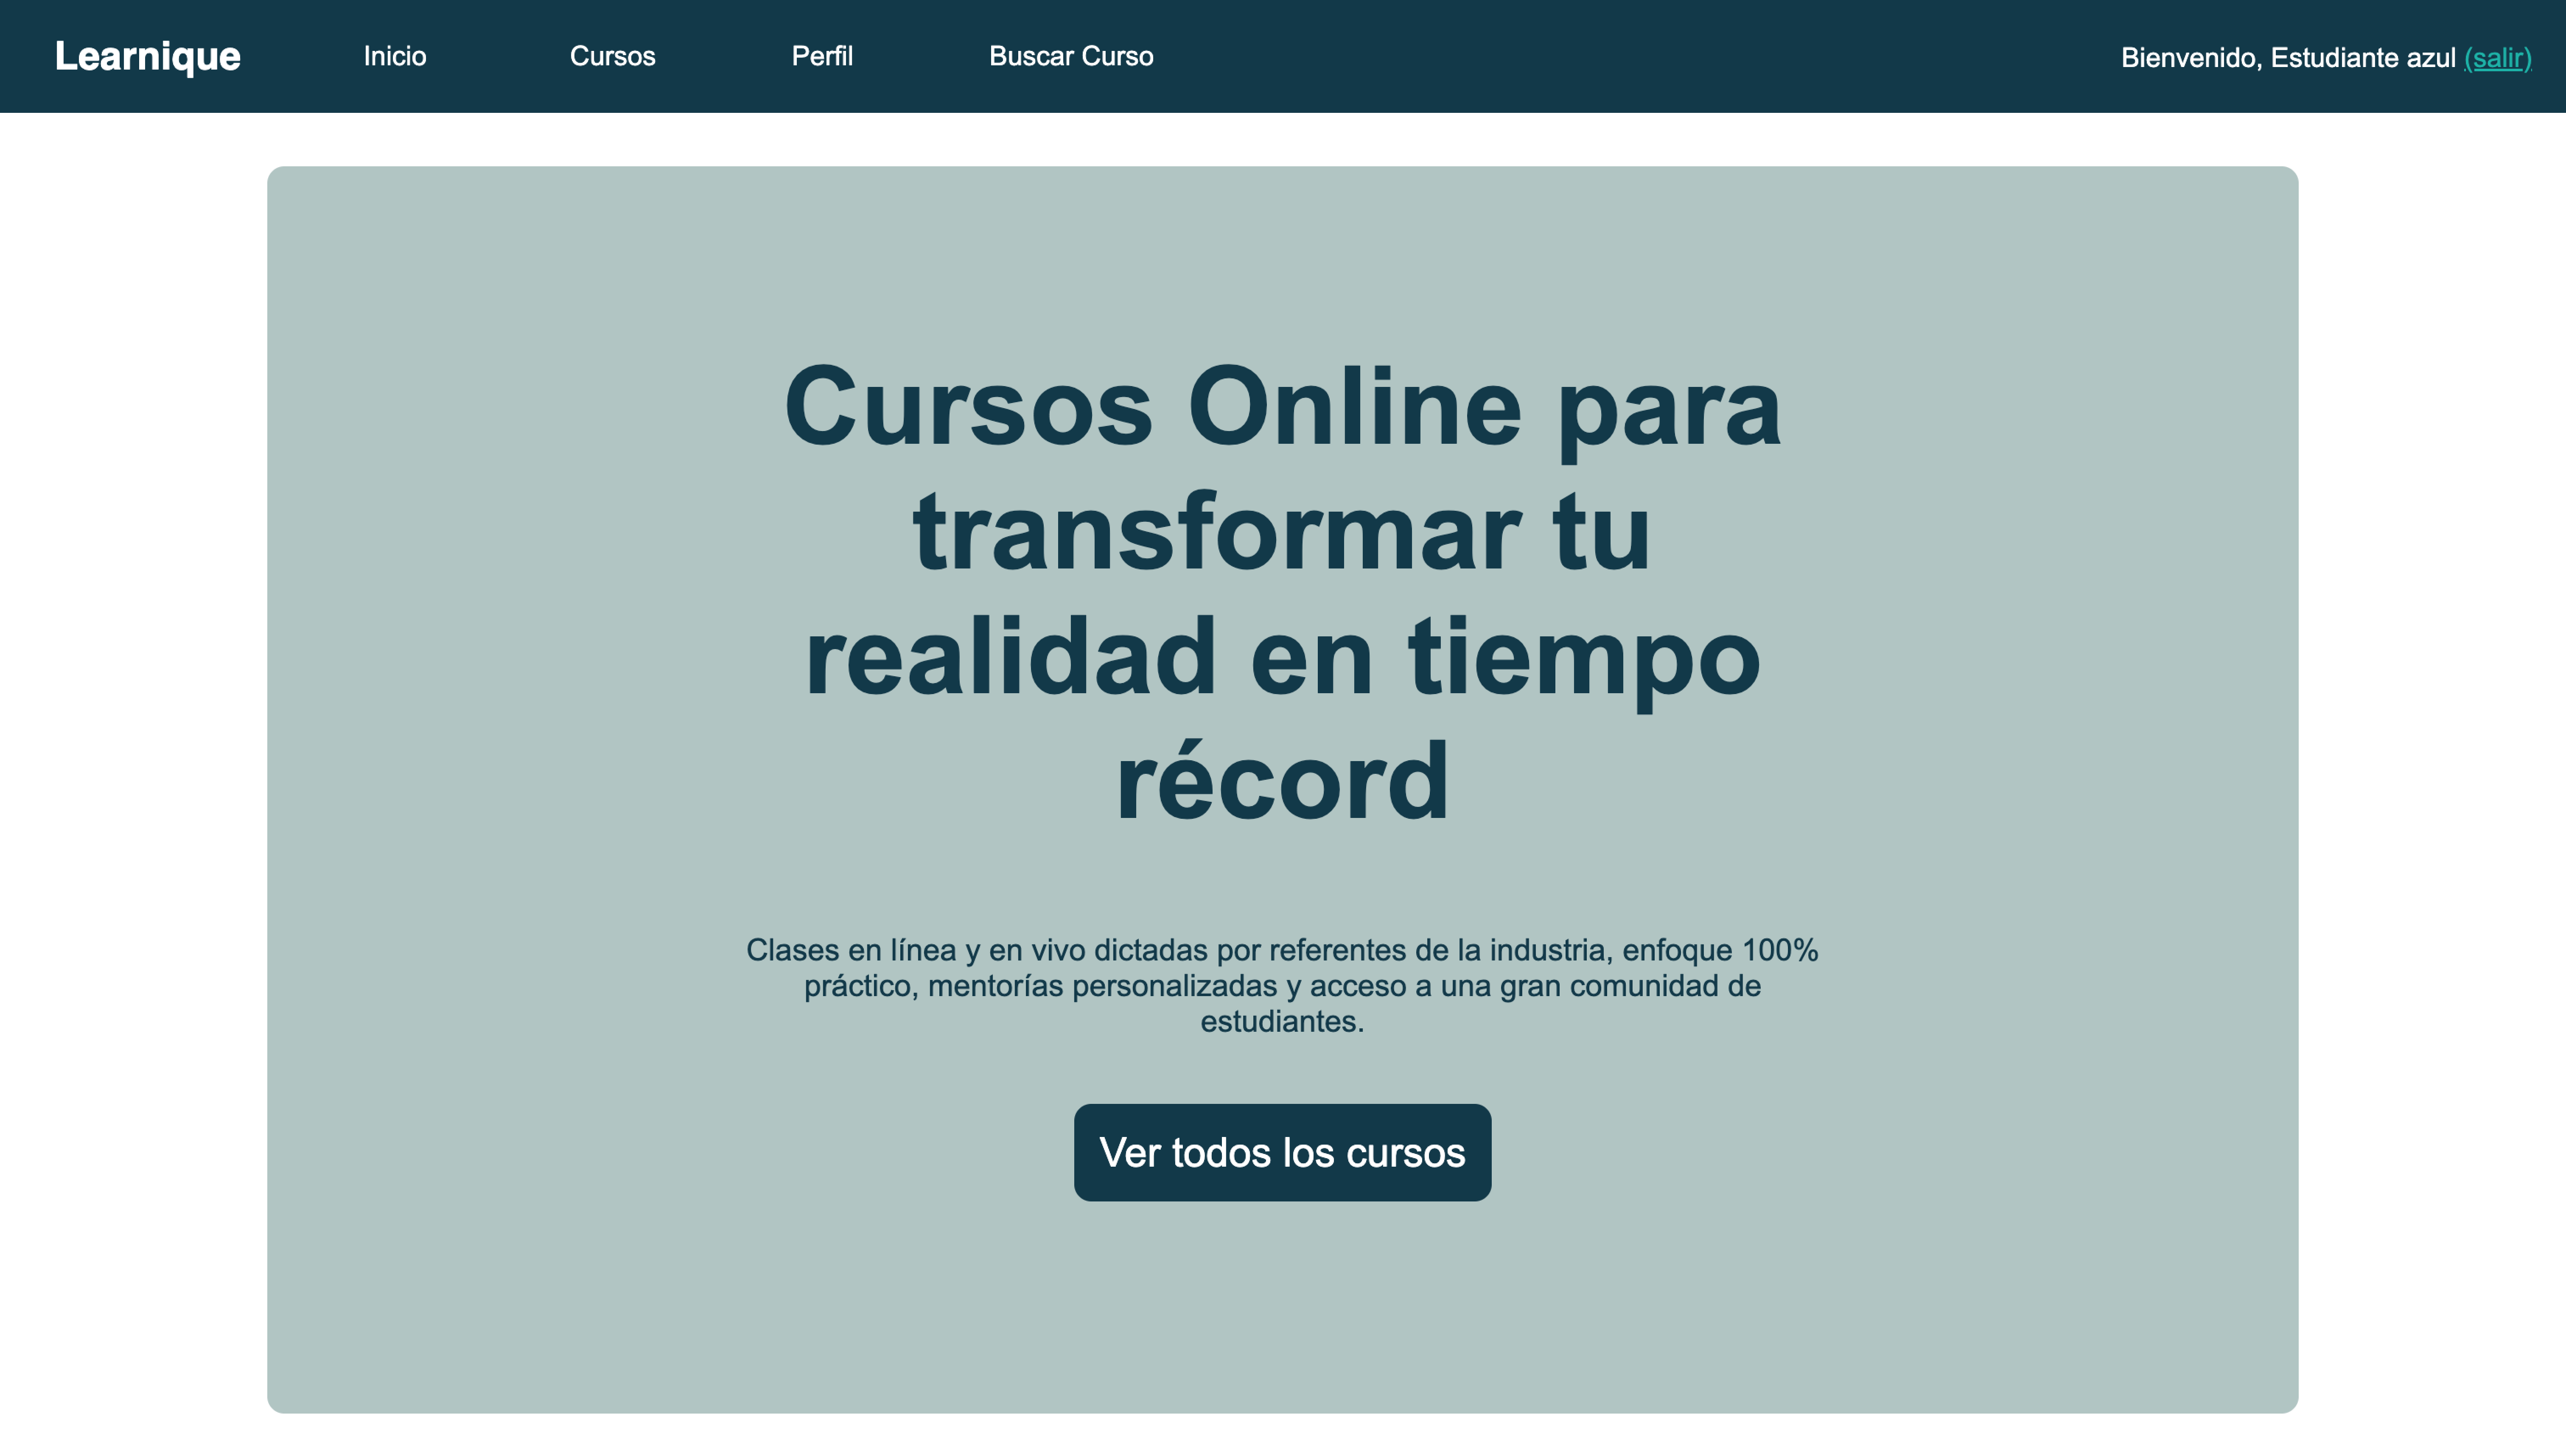 Learnique Inicio Cursos Perfil Buscar Curso Bienvenido, Estudiante azul (salir)
Cursos Online para
transformar tu
realidad en tiempo
récord
Clases en línea y en vivo dictadas por referentes de la industria, enfoque 100%
práctico, mentorías personalizadas y acceso a una gran comunidad de
estudiantes.
Ver todos los cursos